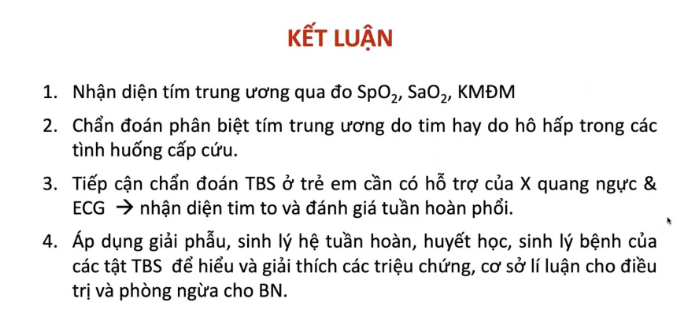 KẾT LUẬN
1. Nhận diện tím trung ương qua đo SpO₂, SaO₂, KMĐM
2. Chẩn đoán phân biệt tím trung ương do tim hay do hô hấp trong các
tình huống cấp cứu.
3. Tiếp cận chẩn đoán TBS ở trẻ em cần có hỗ trợ của X quang ngực &
ECG → nhận diện tim to và đánh giá tuần hoàn phổi.
4. Áp dụng giải phẫu, sinh lý hệ tuần hoàn, huyết học, sinh lý bệnh của
các tật TBS để hiểu và giải thích các triệu chứng, cơ sở lí luận cho điều
trị và phòng ngừa cho BN.